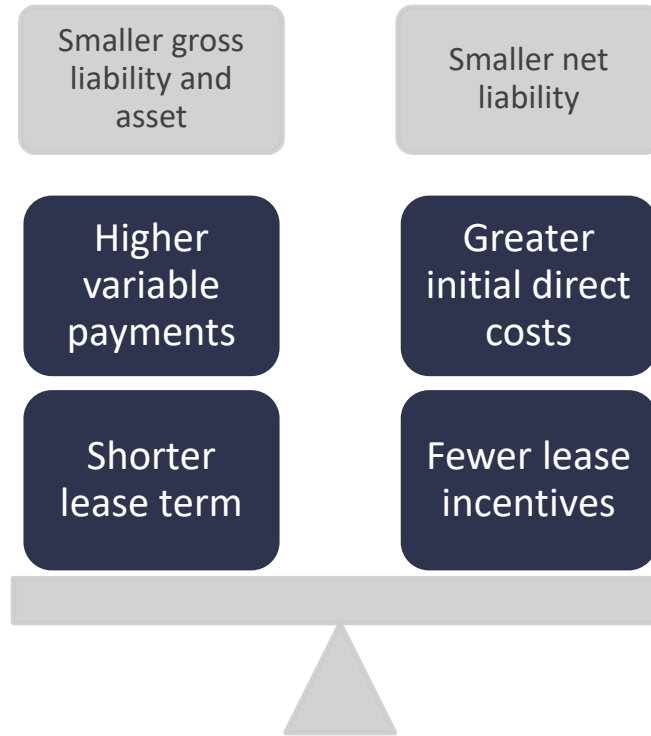 Smaller gross
liability and
asset
Smaller net
liability
Higher
variable
payments
Greater
initial direct
costs
Shorter
lease term
Fewer lease
incentives